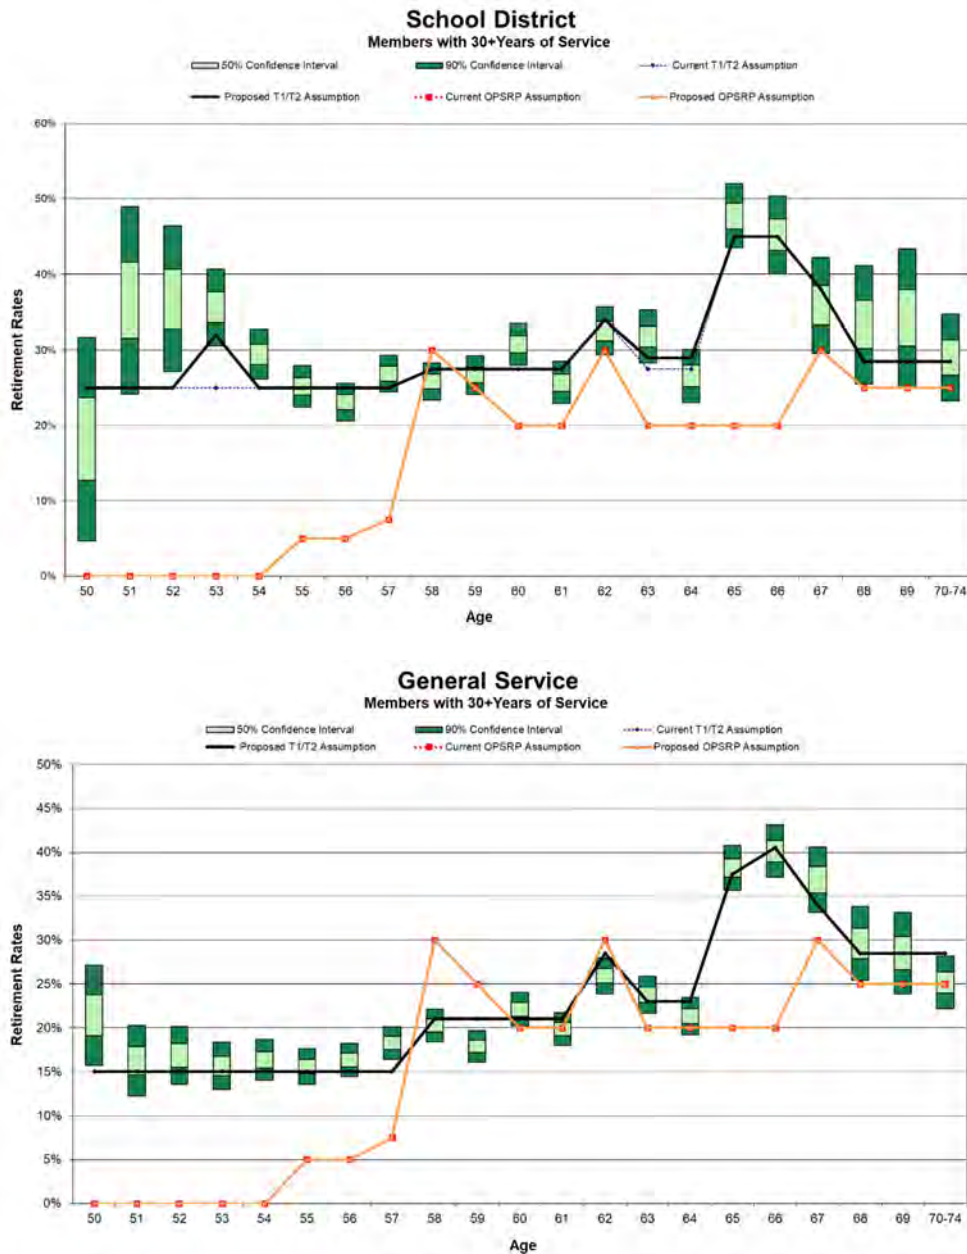 School District
Members with 30+Years of Service
50% Confidence Interval 90% Confidence Interval Current T1/T2 Assumption
Proposed T1/T2 Assumption Current OPSRP Assumption Proposed OPSRP Assumption
60%
50%
40%
30%
20%
10%
0%
Retirement Rates
50 51 52 53 54 55 56 57 58 59 60 61 62 63 64 65 66 67 68 69 70-74
Age
General Service
Members with 30+Years of Service
50% Confidence Interval 90% Confidence Interval Current T1/T2 Assumption
Proposed T1/T2 Assumption Current OPSRP Assumption Proposed OPSRP Assumption
50%
45%
40%
35%
30%
25%
20%
15%
10%
5%
0%
Retirement Rates
50 51 52 53 54 55 56 57 58 59 60 61 62 63 64 65 66 67 68 69 70-74
Age